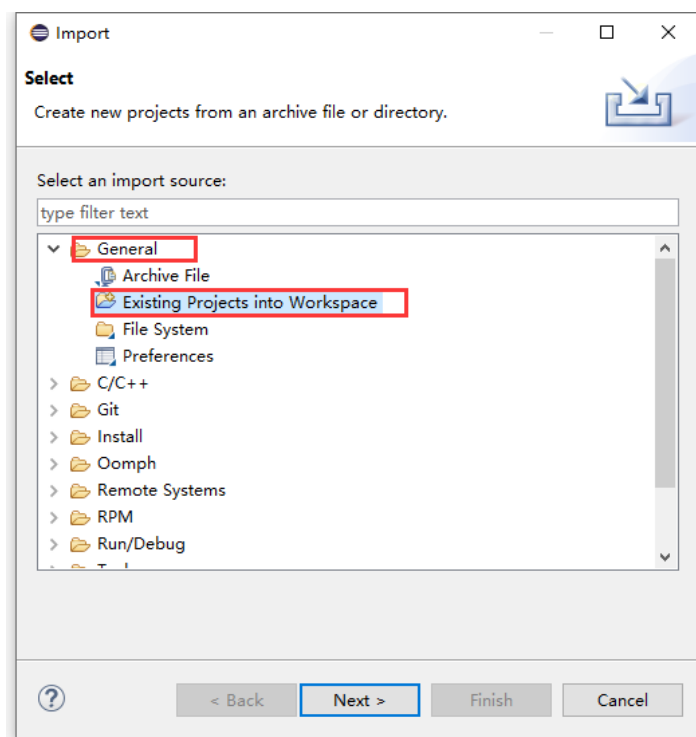 Import
Select
Create new projects from an archive file or directory.
Select an import source:
type filter text
General
Archive File
Existing Projects into Workspace
File System
Preferences
C/C++
Git
Install
Oomph
Remote Systems
RPM
Run/Debug
?
< Back Next > Finish Cancel